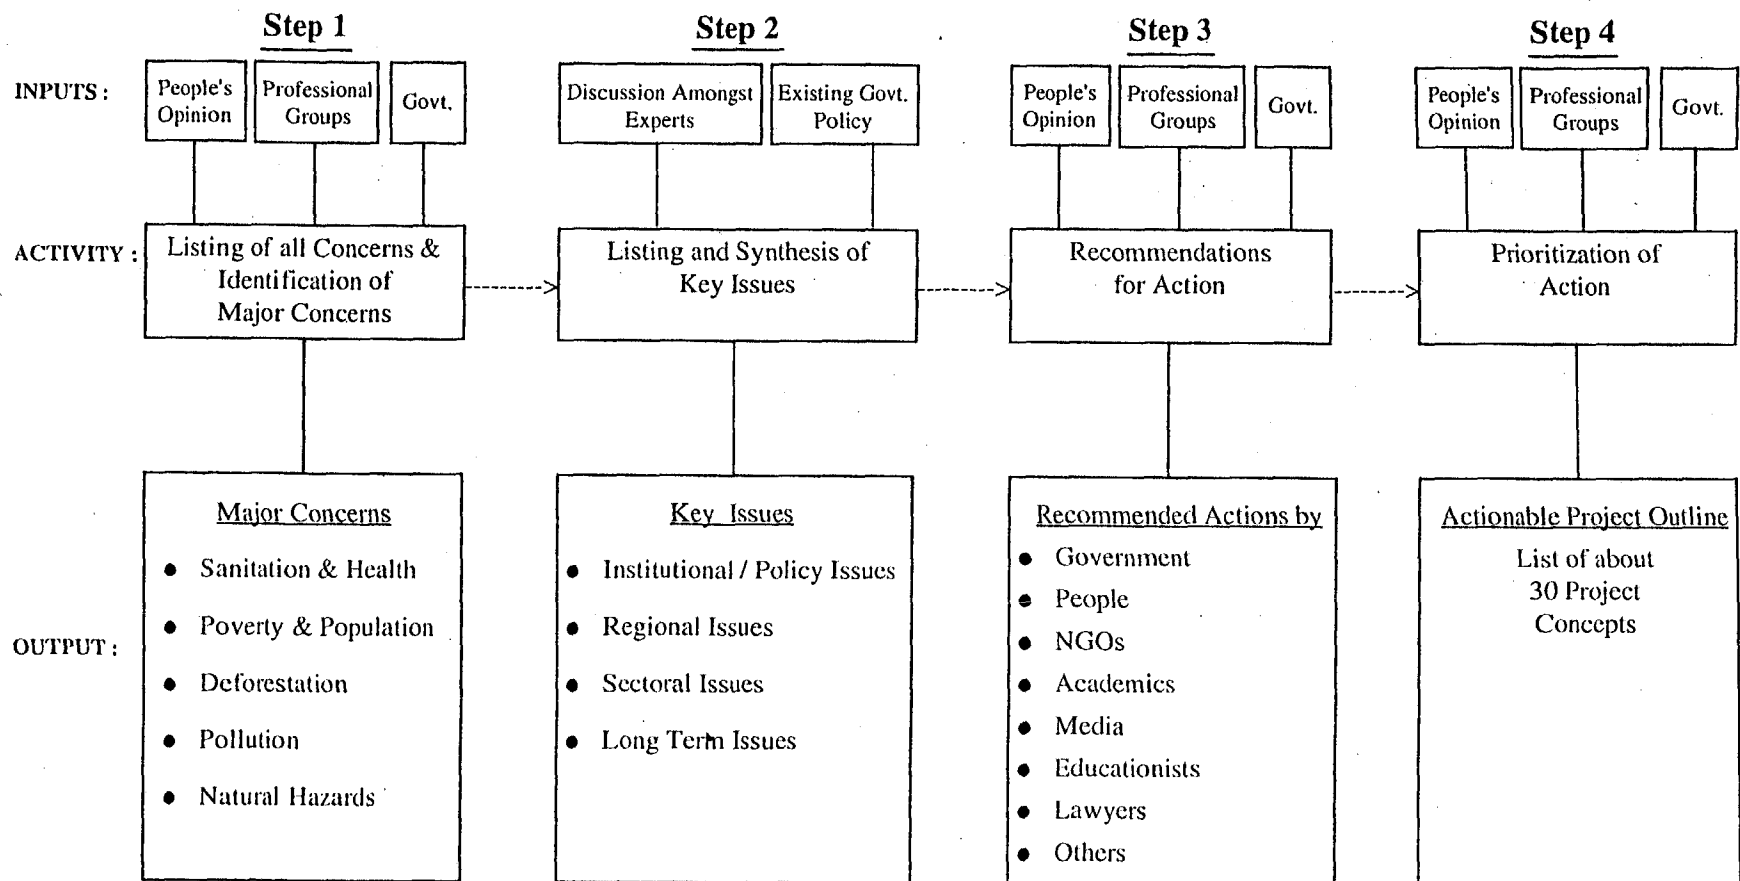 Step 1
Step 2
Step 3
Step 4
INPUTS :
People's
Opinion
Professional
Groups
Govt.
Discussion Amongst
Experts
Existing Govt.
Policy
People's
Opinion
Professional
Groups
Govt.
People's
Opinion
Professional
Groups
Govt.
ACTIVITY :
Listing of all Concerns &
Identification of
Major Concerns
Listing and Synthesis of
Key Issues
Recommendations
for Action
Prioritization of
Action
OUTPUT :
Major Concerns
● Sanitation & Health
● Poverty & Population
● Deforestation
● Pollution
● Natural Hazards
Key Issues
● Institutional / Policy Issues
● Regional Issues
● Sectoral Issues
● Long Term Issues
Recommended Actions by
● Government
● People
● NGOs
● Academics
● Media
● Educationists
● Lawyers
● Others
Actionable Project Outline
List of about
30 Project
Concepts